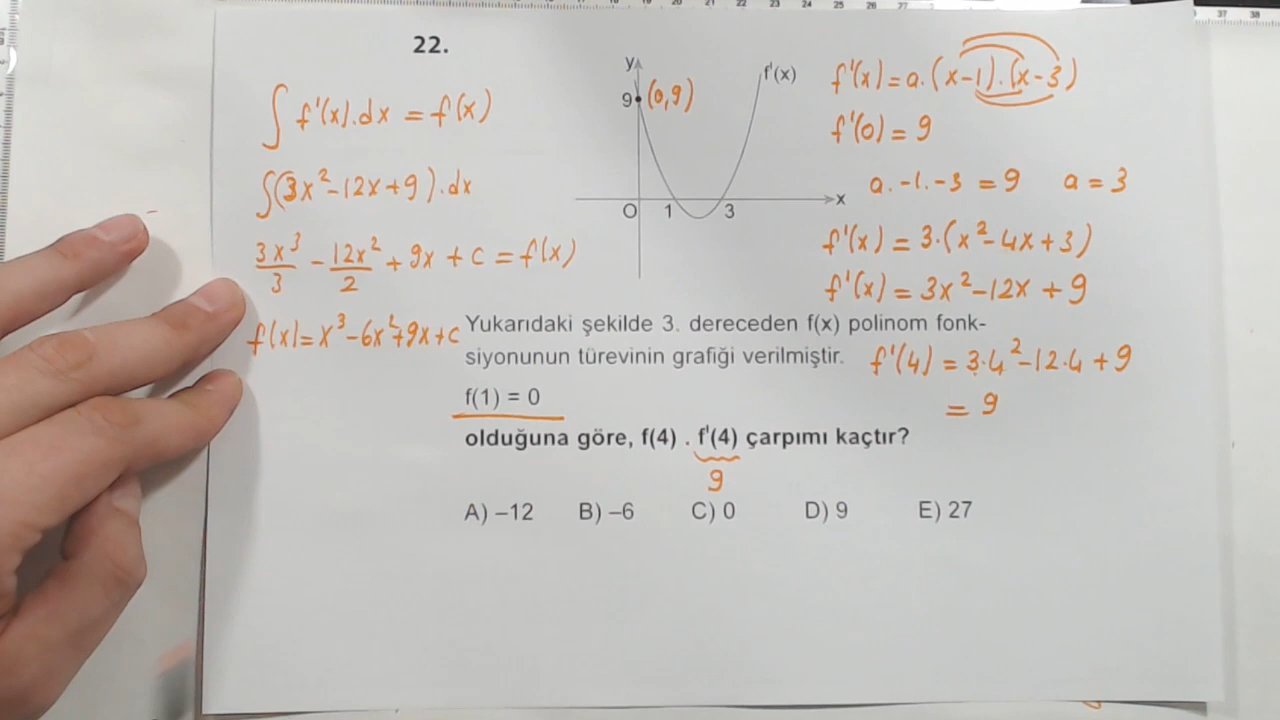 22.
∫ f'(x).dx = f(x)
∫(3x²-12x+9).dx
3x³/3 - 12x²/2 + 9x + c = f(x)
f(x)=x³-6x²+9x+c
y
9
(0,9)
f'(x)
O 1 3 x
f'(x)=a.(x-1).(x-3)
f'(0)=9
a.-1.-3=9 a=3
f'(x)=3.(x²-4x+3)
f'(x)=3x²-12x+9
Yukarıdaki şekilde 3. dereceden f(x) polinom fonk-
siyonunun türevinin grafiği verilmiştir.
f'(4)=3.4²-12.4+9
=9
f(1) = 0
olduğuna göre, f(4) . f'(4) çarpımı kaçtır?
9
A) –12 B) –6 C) 0 D) 9 E) 27